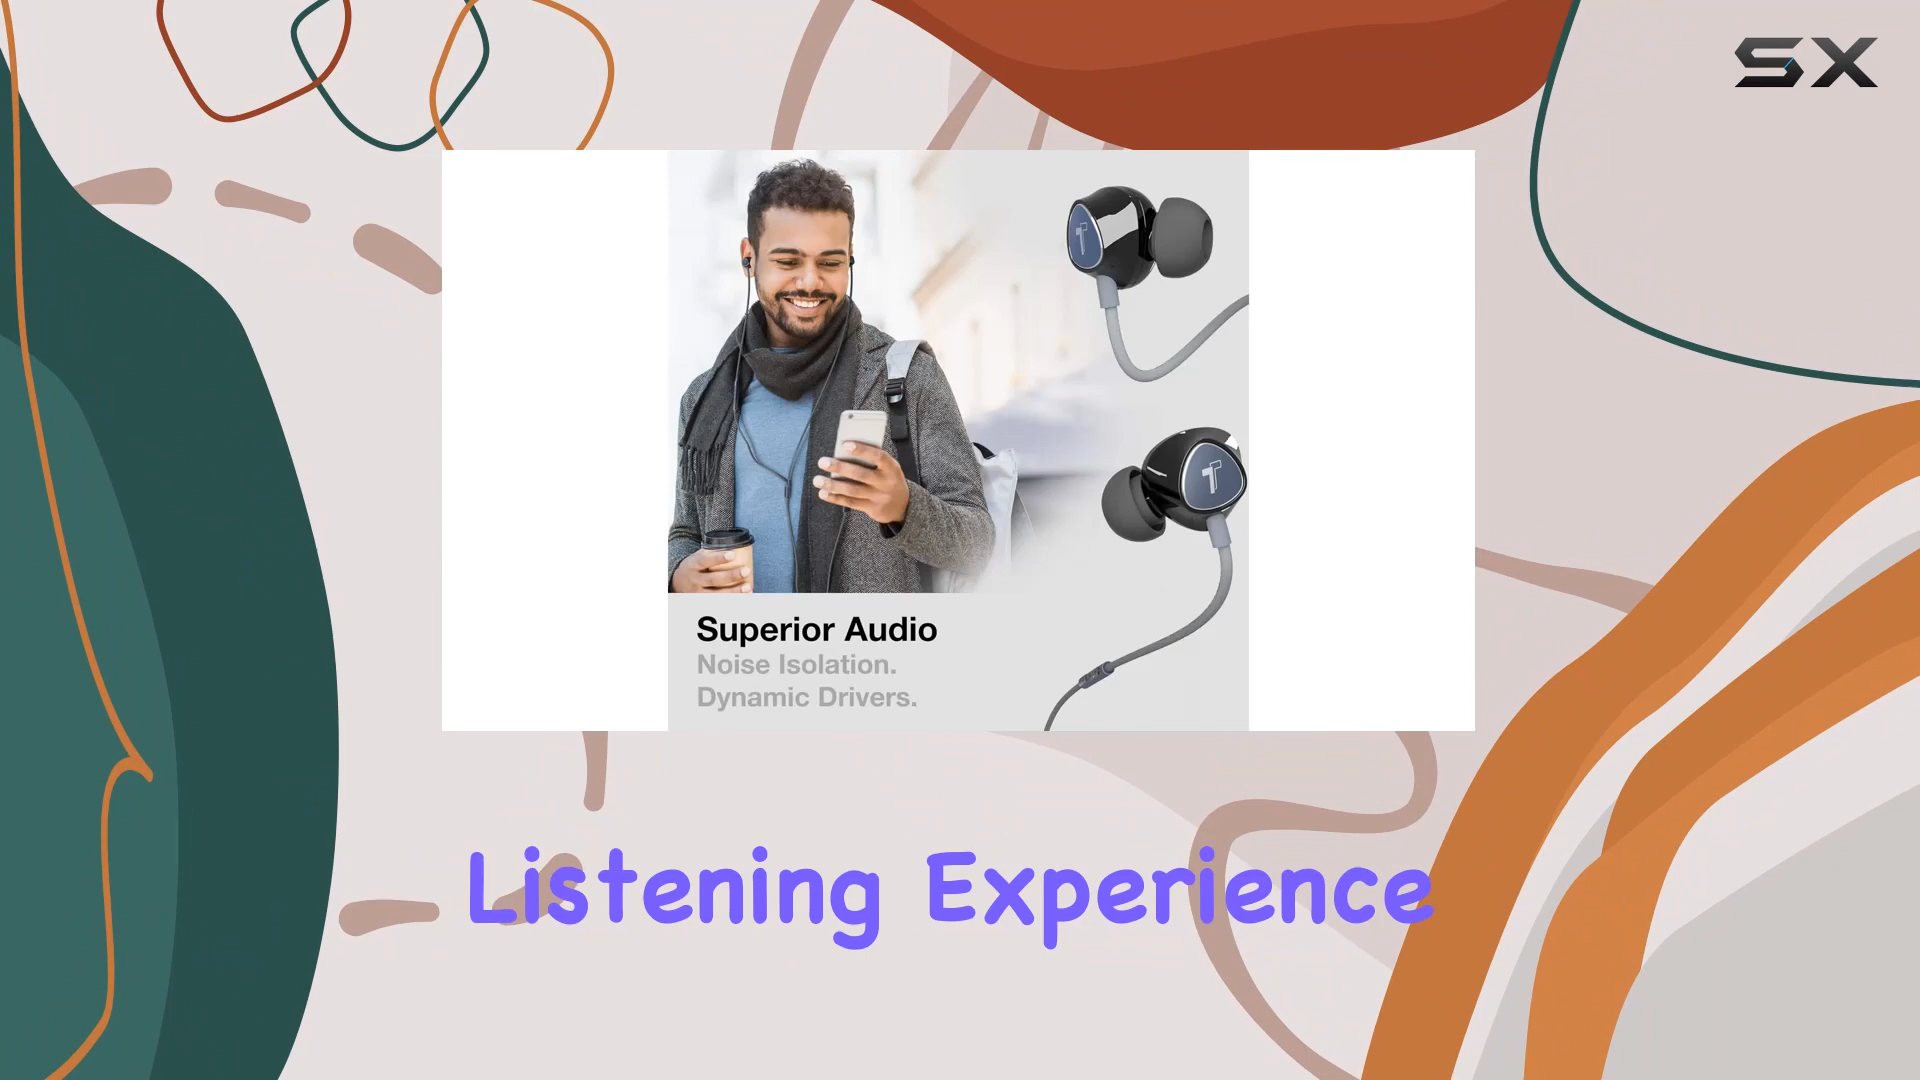 SX
Superior Audio
Noise Isolation.
Dynamic Drivers.
Listening Experience